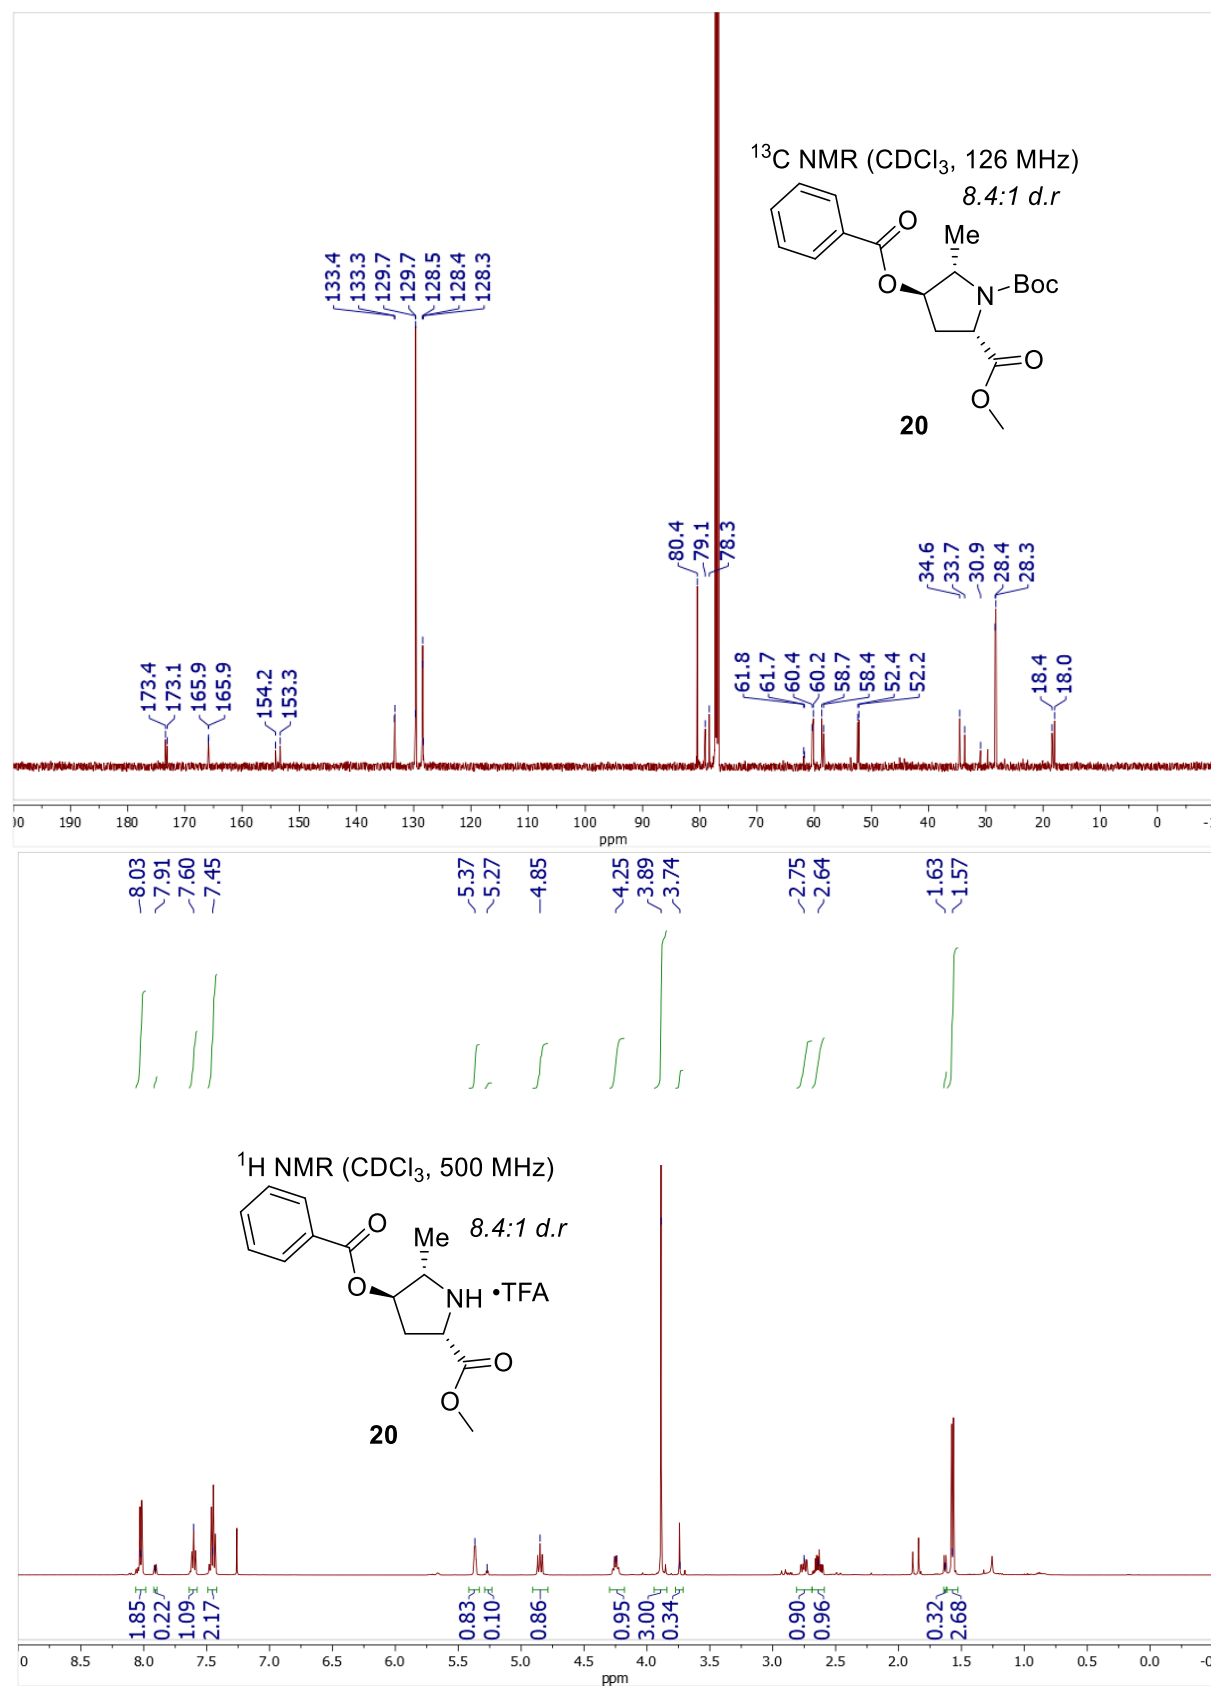 ¹³C NMR (CDCl₃, 126 MHz)
8.4:1 d.r
O
Me
O
N
Boc
O
O
20
133.4
133.3
129.7
129.7
128.5
128.4
128.3
80.4
79.1
78.3
34.6
33.7
30.9
28.4
28.3
173.4
173.1
165.9
165.9
154.2
153.3
61.8
61.7
60.4
60.2
58.7
58.4
52.4
52.2
18.4
18.0
00 190 180 170 160 150 140 130 120 110 100 90 80 70 60 50 40 30 20 10 0 -1
ppm
8.03
7.91
7.60
7.45
5.37
5.27
4.85
4.25
3.89
3.74
2.75
2.64
1.63
1.57
¹H NMR (CDCl₃, 500 MHz)
8.4:1 d.r
O
Me
O
NH •TFA
O
O
20
1.85
0.22
1.09
2.17
0.83
0.10
0.86
0.95
3.00
0.34
0.90
0.96
0.32
2.68
0 8.5 8.0 7.5 7.0 6.5 6.0 5.5 5.0 4.5 4.0 3.5 3.0 2.5 2.0 1.5 1.0 0.5 0.0 -0
ppm